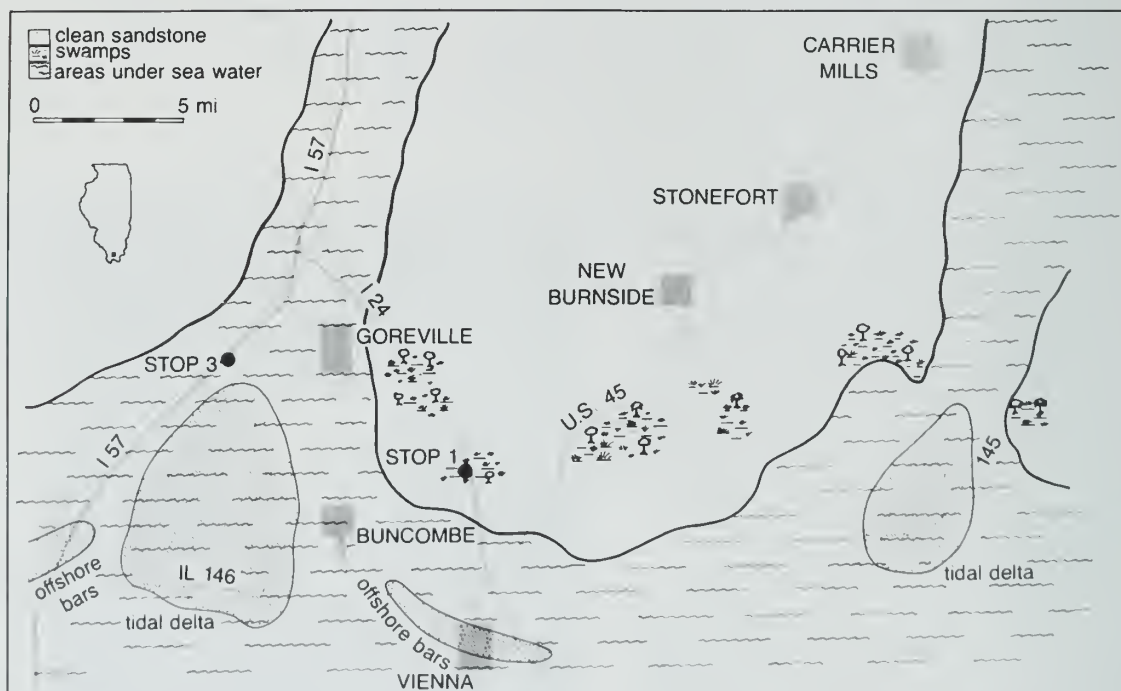 clean sandstone
swamps
areas under sea water
0 5 mi
CARRIER
MILLS
I 57
STONEFORT
NEW
BURNSIDE
I 24
GOREVILLE
STOP 3
U.S. 45
STOP 1
I 57
145
BUNCOMBE
offshore
bars
IL 146
tidal delta
tidal delta
offshore bars
VIENNA